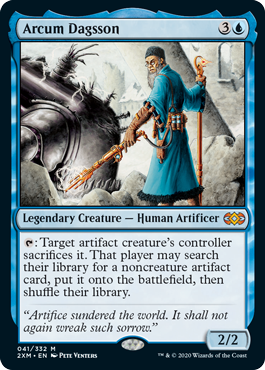 Arcum Dagsson 3
Legendary Creature — Human Artificer
: Target artifact creature's controller
sacrifices it. That player may search
their library for a noncreature artifact
card, put it onto the battlefield, then
shuffle their library.
"Artifice sundered the world. It shall not
again wreak such sorrow."
2/2
041/332 M
2XM • EN Pete Venters
™ & © 2020 Wizards of the Coast